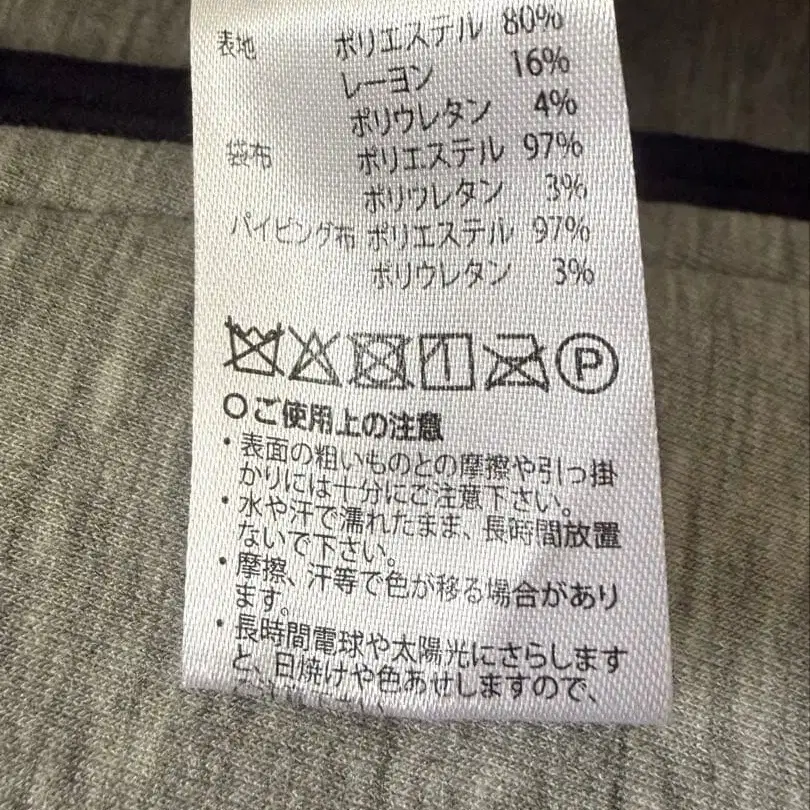 表地 ポリエステル 80%
レーヨン 16%
ポリウレタン 4%
袋布 ポリエステル 97%
ポリウレタン 3%
パイピング布 ポリエステル 97%
ポリウレタン 3%
P
○ご使用上の注意
・表面の粗いものとの摩擦や引っ掛
かりには十分にご注意下さい。
・水や汗で濡れたまま、長時間放置
ないで下さい。
・摩擦、汗等で色が移る場合があり
ます。
・長時間電球や太陽光にさらします
と、日焼けや色あせしますので、